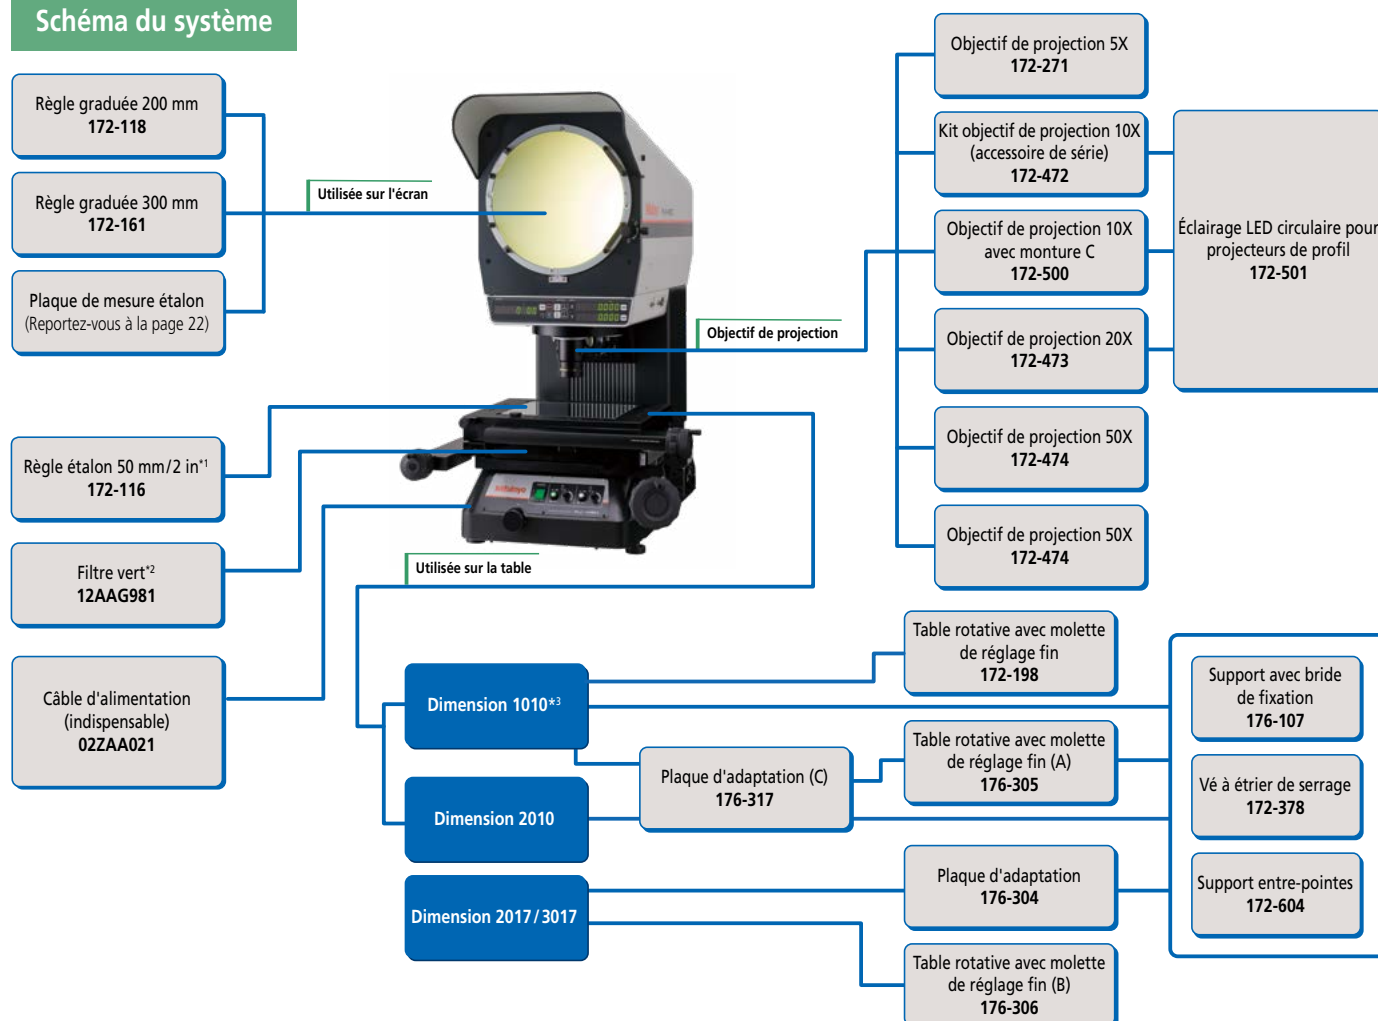 Schéma du système
Règle graduée 200 mm
172-118
Règle graduée 300 mm
172-161
Plaque de mesure étalon
(Reportez-vous à la page 22)
Utilisée sur l'écran
Règle étalon 50 mm/2 in*1
172-116
Filtre vert*2
12AAG981
Câble d'alimentation
(indispensable)
02ZAA021
Objectif de projection
Utilisée sur la table
Objectif de projection 5X
172-271
Kit objectif de projection 10X
(accessoire de série)
172-472
Objectif de projection 10X
avec monture C
172-500
Objectif de projection 20X
172-473
Objectif de projection 50X
172-474
Objectif de projection 50X
172-474
Éclairage LED circulaire pour
projecteurs de profil
172-501
Dimension 1010*3
Dimension 2010
Dimension 2017/3017
Plaque d'adaptation (C)
176-317
Table rotative avec molette
de réglage fin
172-198
Table rotative avec molette
de réglage fin (A)
176-305
Plaque d'adaptation
176-304
Table rotative avec molette
de réglage fin (B)
176-306
Support avec bride
de fixation
176-107
Vé à étrier de serrage
172-378
Support entre-pointes
172-604
Mitutoyo